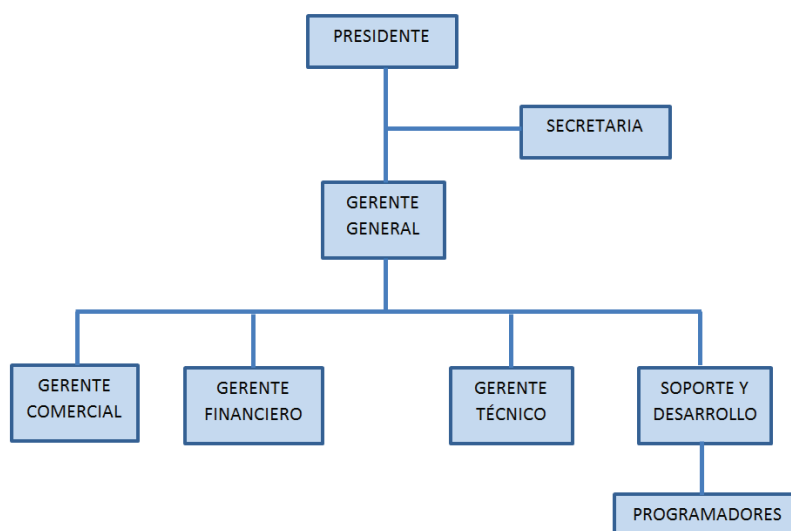 PRESIDENTE
SECRETARIA
GERENTE
GENERAL
GERENTE
COMERCIAL
GERENTE
FINANCIERO
GERENTE
TÉCNICO
SOPORTE Y
DESARROLLO
PROGRAMADORES